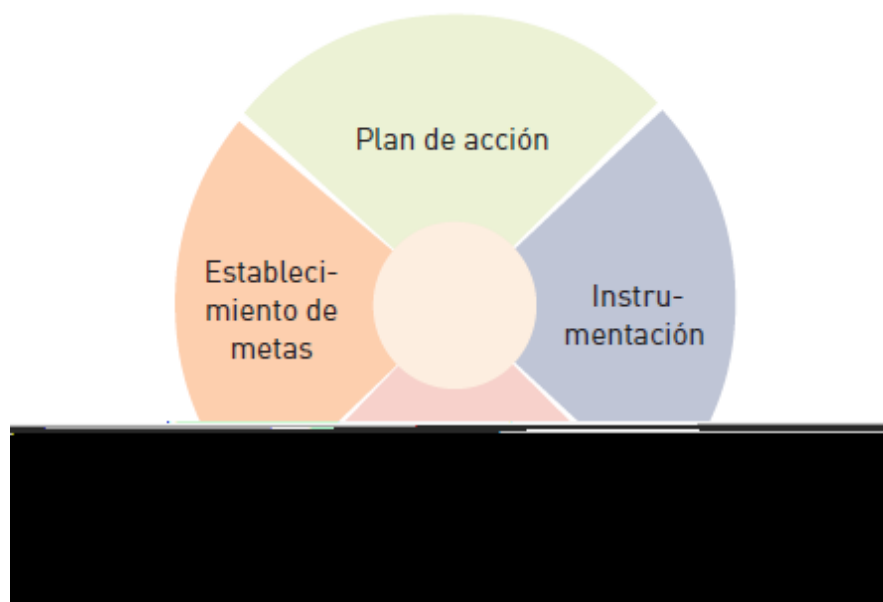 Plan de acción
Estableci-
miento de
metas
Instru-
mentación